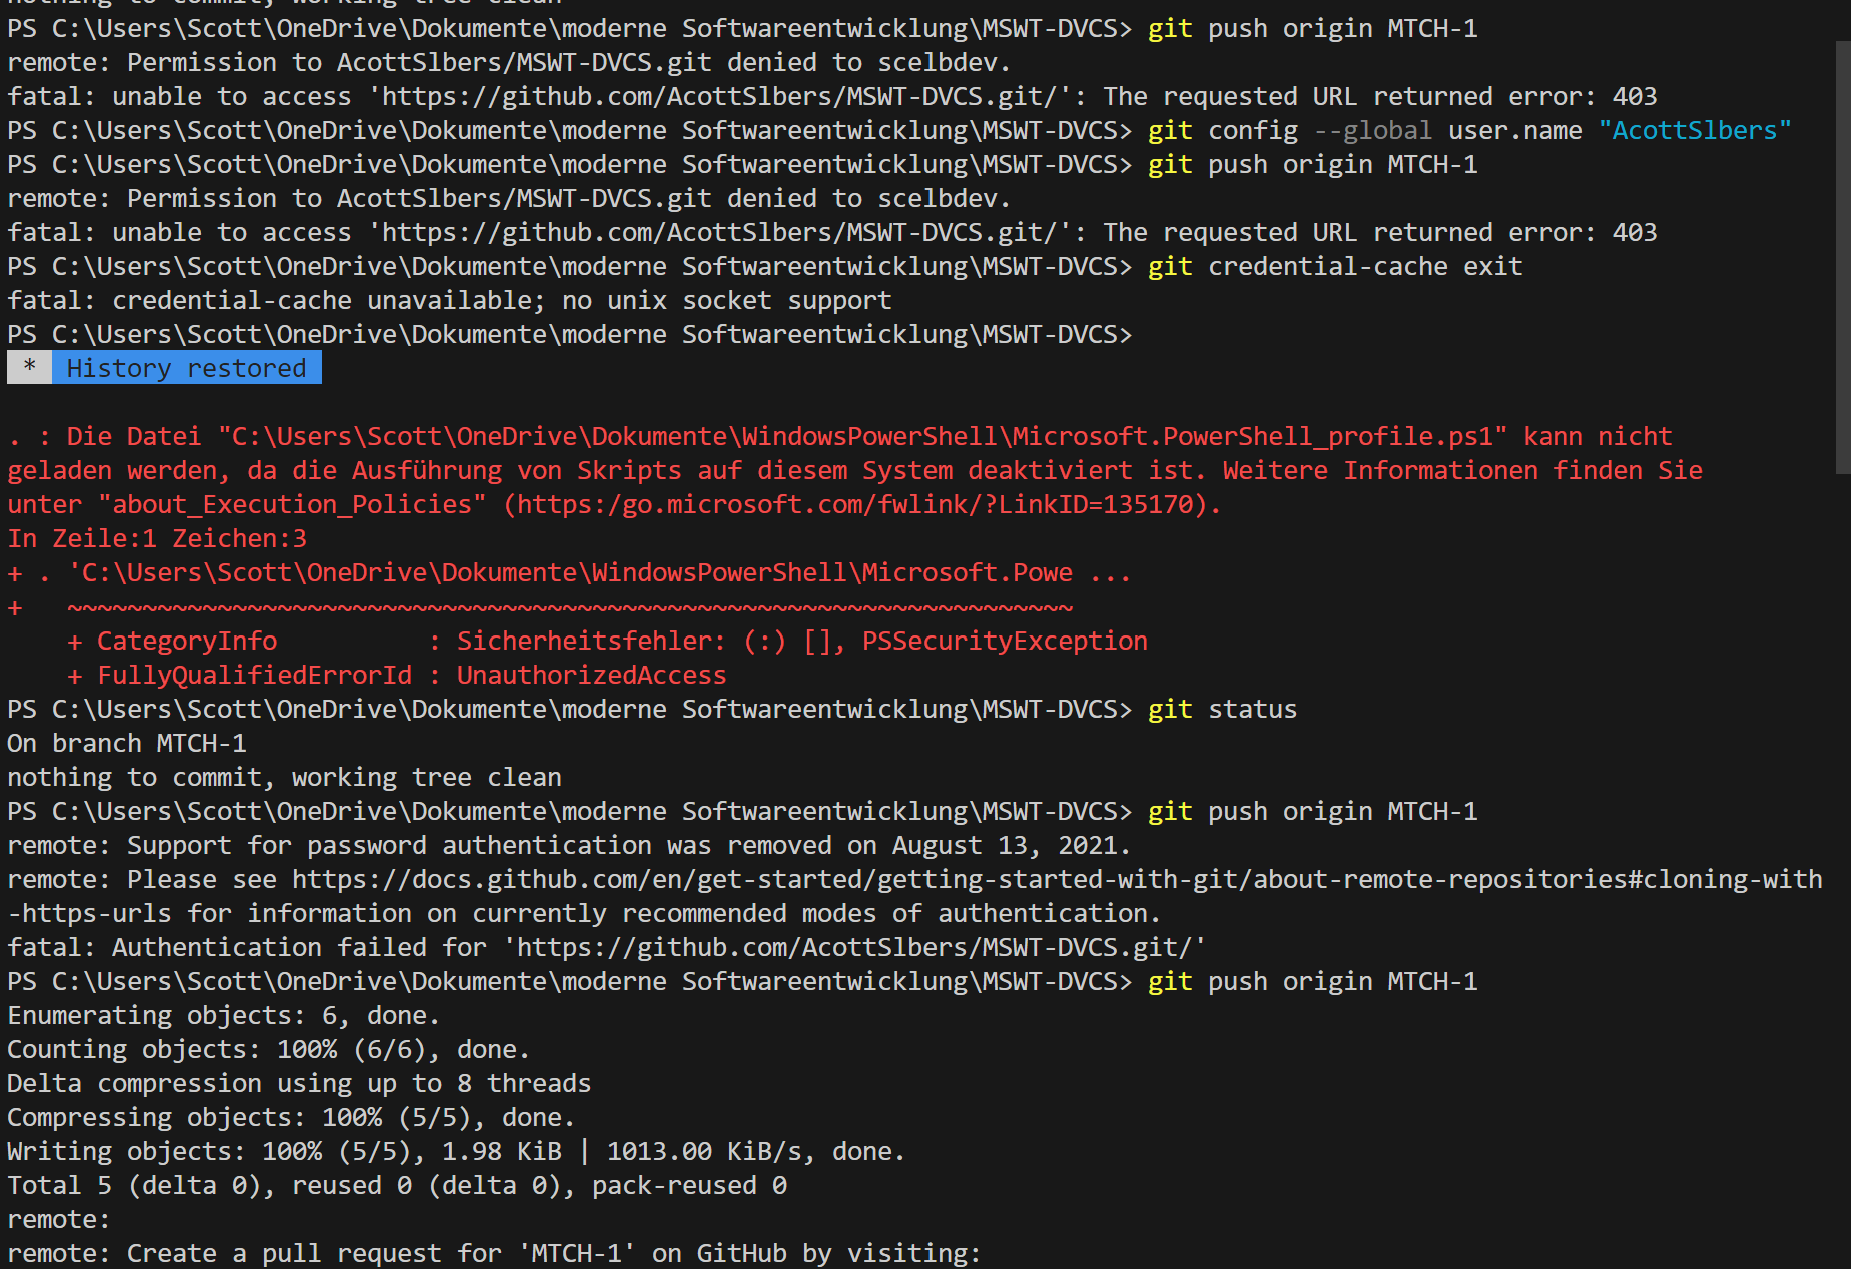 nothing to commit, working tree clean
PS C:\Users\Scott\OneDrive\Dokumente\moderne Softwareentwicklung\MSWT-DVCS> git push origin MTCH-1
remote: Permission to AcottSlbers/MSWT-DVCS.git denied to scelbdev.
fatal: unable to access 'https://github.com/AcottSlbers/MSWT-DVCS.git/': The requested URL returned error: 403
PS C:\Users\Scott\OneDrive\Dokumente\moderne Softwareentwicklung\MSWT-DVCS> git config --global user.name "AcottSlbers"
PS C:\Users\Scott\OneDrive\Dokumente\moderne Softwareentwicklung\MSWT-DVCS> git push origin MTCH-1
remote: Permission to AcottSlbers/MSWT-DVCS.git denied to scelbdev.
fatal: unable to access 'https://github.com/AcottSlbers/MSWT-DVCS.git/': The requested URL returned error: 403
PS C:\Users\Scott\OneDrive\Dokumente\moderne Softwareentwicklung\MSWT-DVCS> git credential-cache exit
fatal: credential-cache unavailable; no unix socket support
PS C:\Users\Scott\OneDrive\Dokumente\moderne Softwareentwicklung\MSWT-DVCS>
* History restored
. : Die Datei "C:\Users\Scott\OneDrive\Dokumente\WindowsPowerShell\Microsoft.PowerShell_profile.ps1" kann nicht
geladen werden, da die Ausführung von Skripts auf diesem System deaktiviert ist. Weitere Informationen finden Sie
unter "about_Execution_Policies" (https:/go.microsoft.com/fwlink/?LinkID=135170).
In Zeile:1 Zeichen:3
+ . 'C:\Users\Scott\OneDrive\Dokumente\WindowsPowerShell\Microsoft.Powe ...
+   ~~~~~~~~~~~~~~~~~~~~~~~~~~~~~~~~~~~~~~~~~~~~~~~~~~~~~~~~~~~~~~~~~~~
    + CategoryInfo          : Sicherheitsfehler: (:) [], PSSecurityException
    + FullyQualifiedErrorId : UnauthorizedAccess
PS C:\Users\Scott\OneDrive\Dokumente\moderne Softwareentwicklung\MSWT-DVCS> git status
On branch MTCH-1
nothing to commit, working tree clean
PS C:\Users\Scott\OneDrive\Dokumente\moderne Softwareentwicklung\MSWT-DVCS> git push origin MTCH-1
remote: Support for password authentication was removed on August 13, 2021.
remote: Please see https://docs.github.com/en/get-started/getting-started-with-git/about-remote-repositories#cloning-with
-https-urls for information on currently recommended modes of authentication.
fatal: Authentication failed for 'https://github.com/AcottSlbers/MSWT-DVCS.git/'
PS C:\Users\Scott\OneDrive\Dokumente\moderne Softwareentwicklung\MSWT-DVCS> git push origin MTCH-1
Enumerating objects: 6, done.
Counting objects: 100% (6/6), done.
Delta compression using up to 8 threads
Compressing objects: 100% (5/5), done.
Writing objects: 100% (5/5), 1.98 KiB | 1013.00 KiB/s, done.
Total 5 (delta 0), reused 0 (delta 0), pack-reused 0
remote:
remote: Create a pull request for 'MTCH-1' on GitHub by visiting: